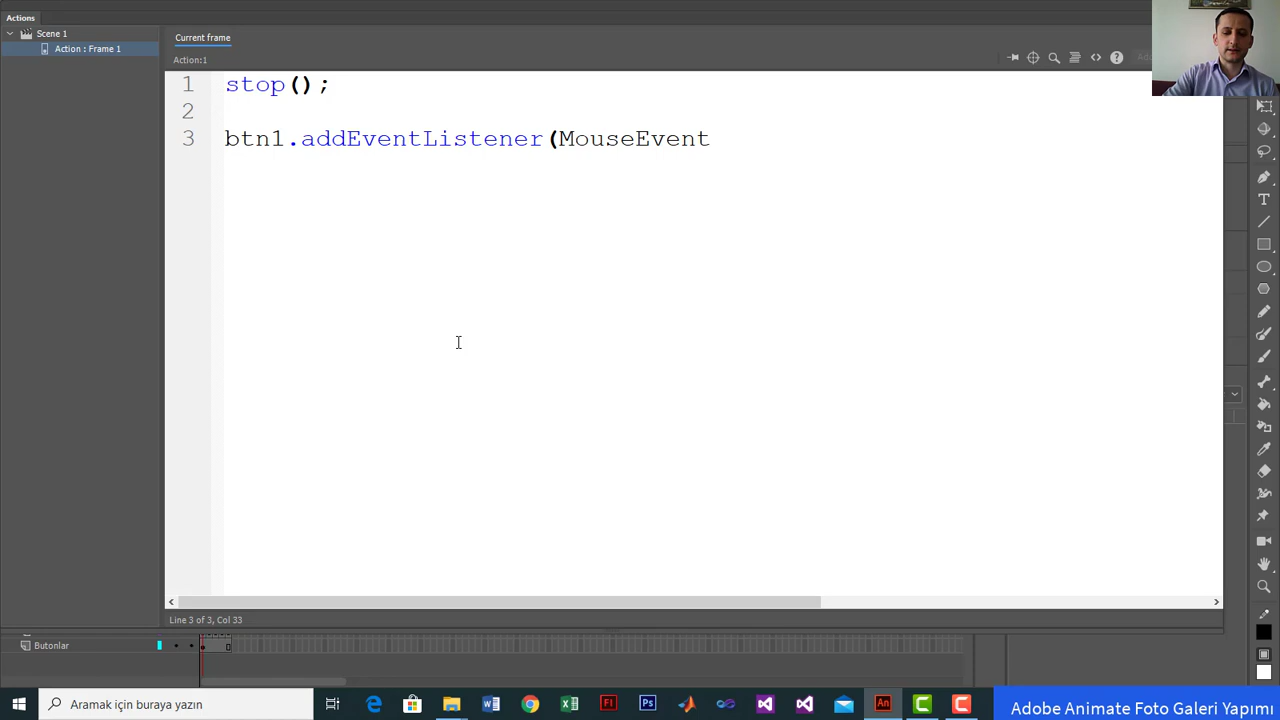 Actions
Scene 1
Action : Frame 1
Current frame
Action:1
1 stop();
2
3 btn1.addEventListener(MouseEvent
Line 3 of 3, Col 33
Butonlar
Aramak için buraya yazın
Adobe Animate Foto Galeri Yapımı